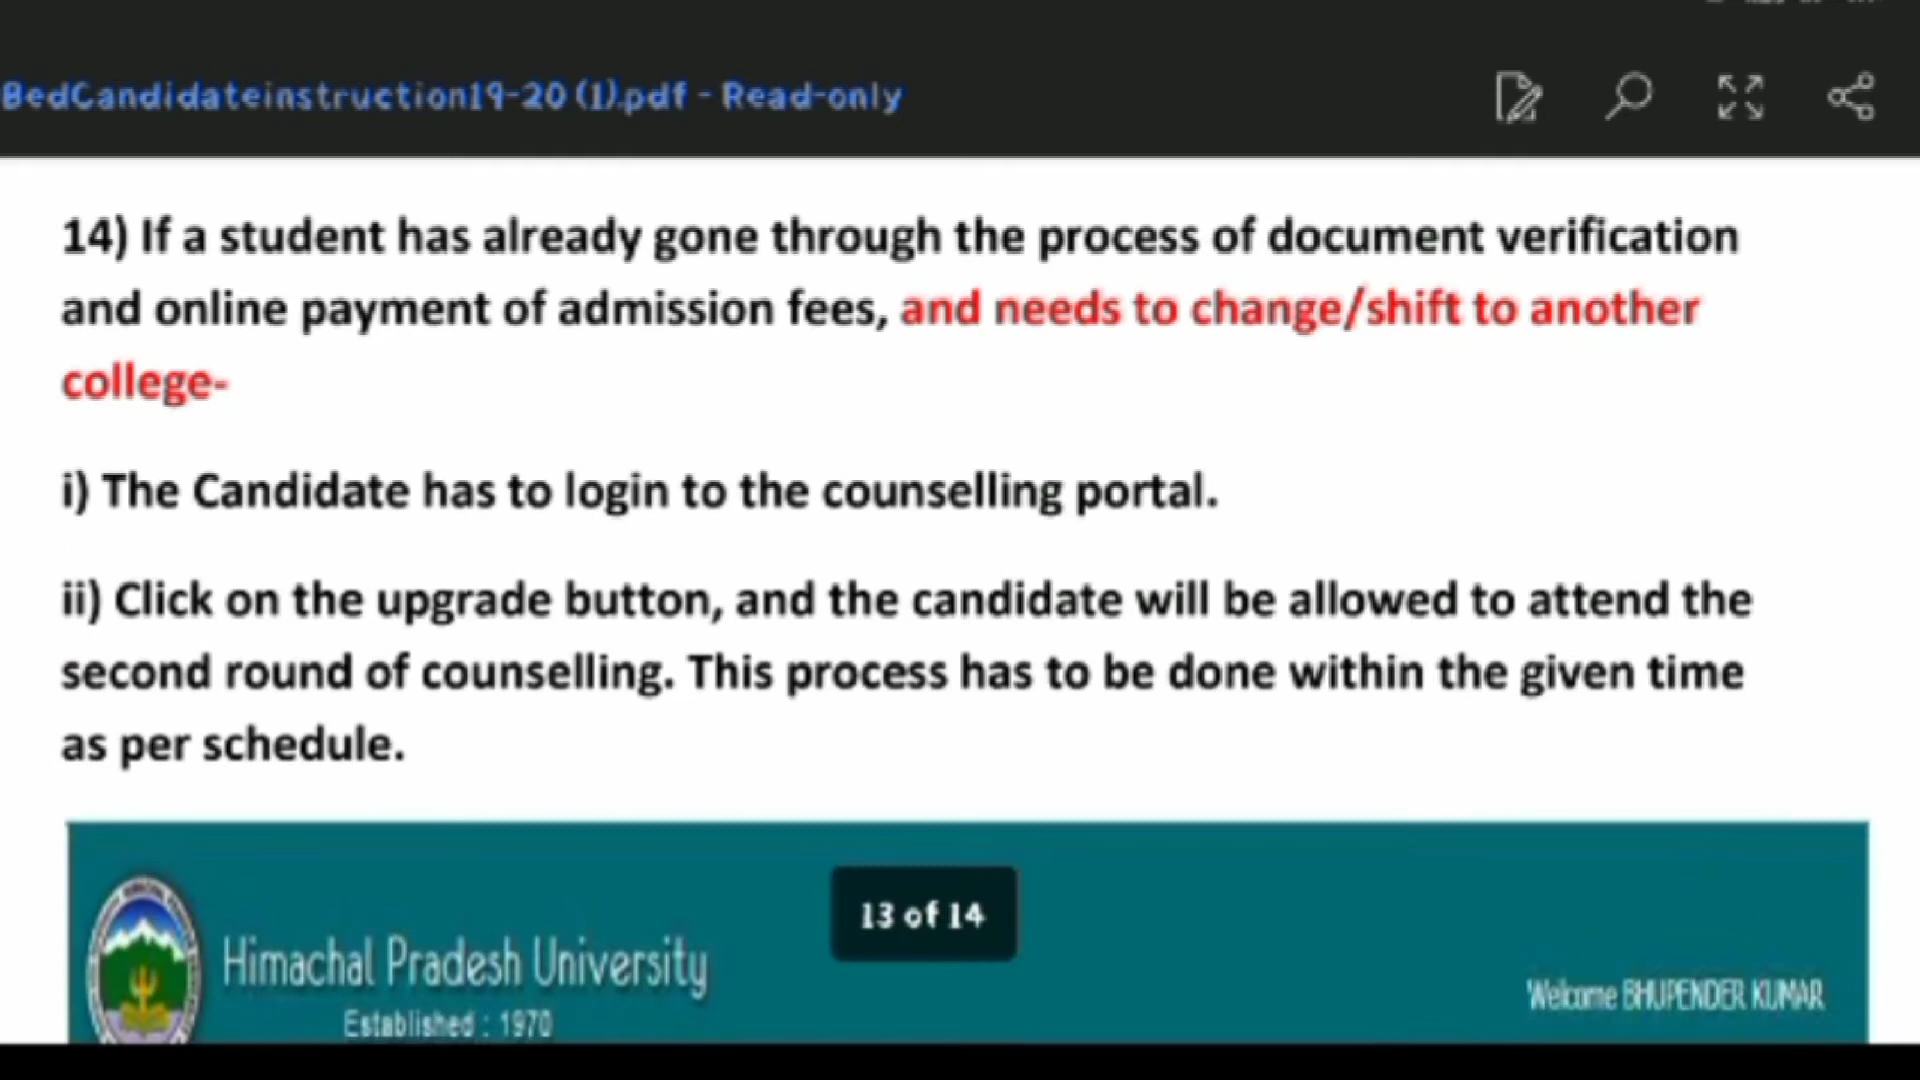 BedCandidateinstruction19-20 (1).pdf - Read-only
14) If a student has already gone through the process of document verification
and online payment of admission fees, and needs to change/shift to another
college-
i) The Candidate has to login to the counselling portal.
ii) Click on the upgrade button, and the candidate will be allowed to attend the
second round of counselling. This process has to be done within the given time
as per schedule.
13 of 14
Himachal Pradesh University
Established : 1970
Welcome BHUPENDER KUMAR